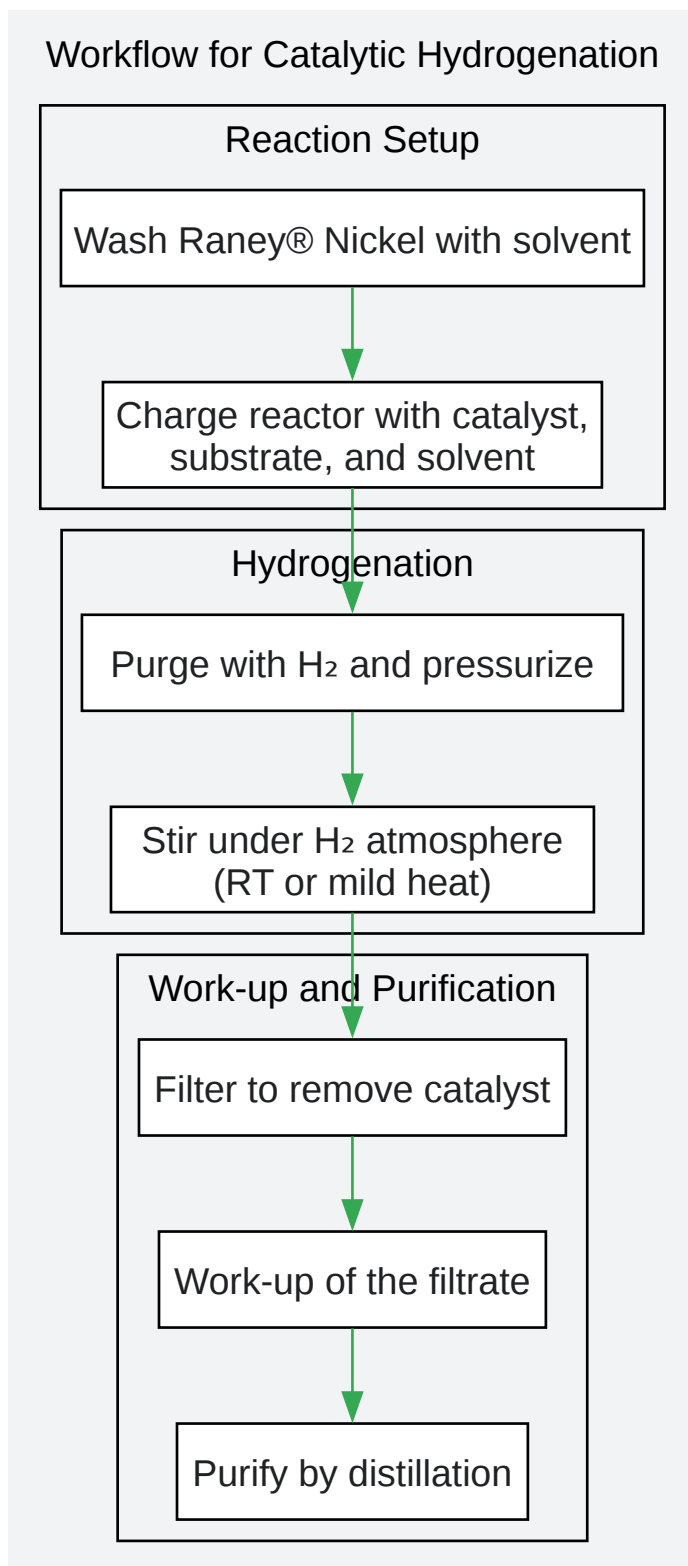 Workflow for Catalytic Hydrogenation
Reaction Setup
Wash Raney® Nickel with solvent
Charge reactor with catalyst,
substrate, and solvent
Hydrogenation
Purge with H₂ and pressurize
Stir under H₂ atmosphere
(RT or mild heat)
Work-up and Purification
Filter to remove catalyst
Work-up of the filtrate
Purify by distillation